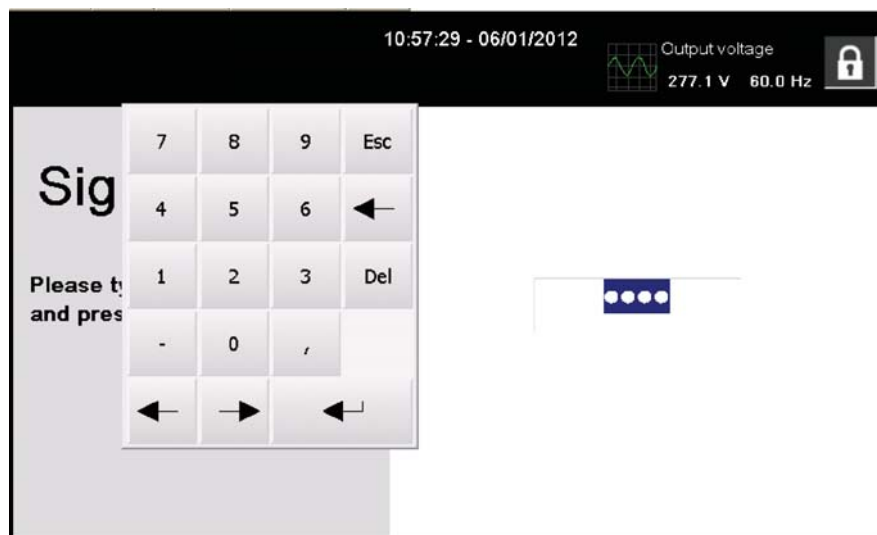 10:57:29 - 06/01/2012
Output voltage
277.1 V 60.0 Hz
7 8 9 Esc
Sig
4 5 6
1 2 3 Del
Please t
and pres
- 0 ,